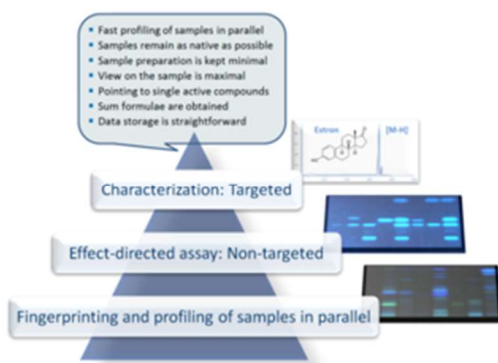 ▪ Fast profiling of samples in parallel
▪ Samples remain as native as possible
▪ Sample preparation is kept minimal
▪ View on the sample is maximal
▪ Pointing to single active compounds
▪ Sum formulae are obtained
▪ Data storage is straightforward
Estron [M-H]
Characterization: Targeted
Effect-directed assay: Non-targeted
Fingerprinting and profiling of samples in parallel